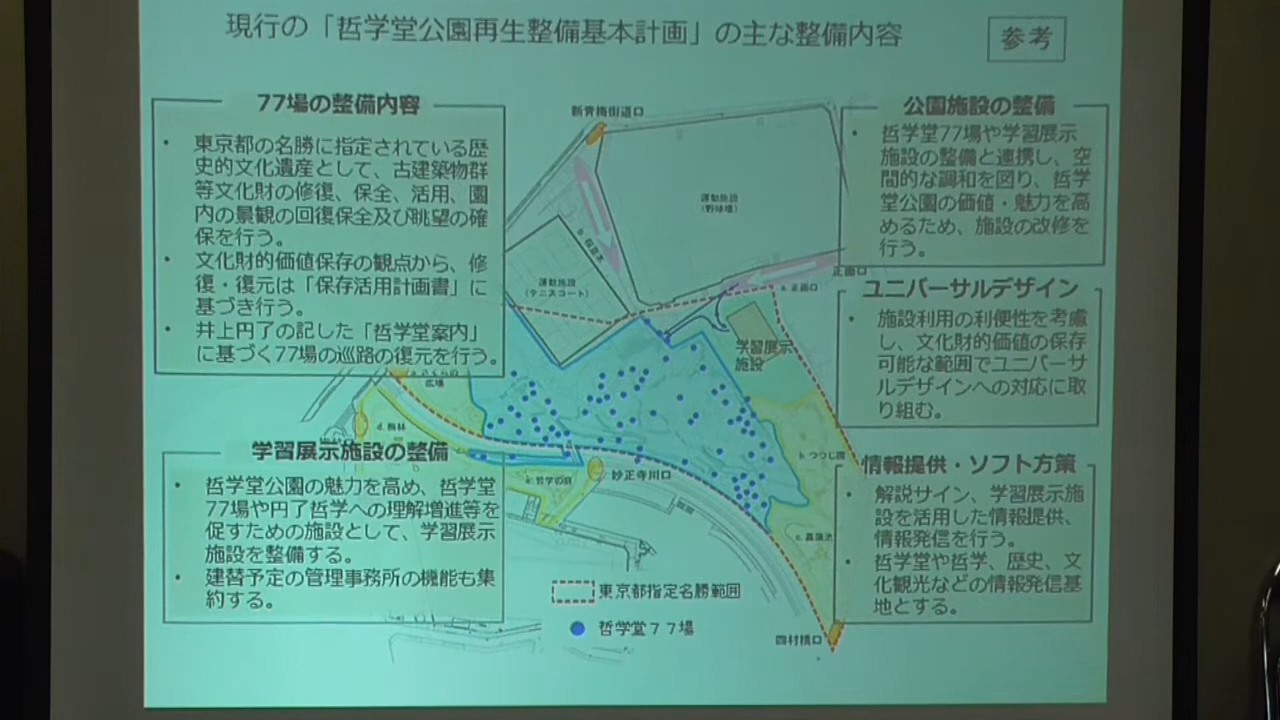 現行の「哲学堂公園再生整備基本計画」の主な整備内容
参考
77場の整備内容
・ 東京都の名勝に指定されている歴
史的文化遺産として、古建築物群
等文化財の修復、保全、活用、園
内の景観の回復保全及び眺望の確
保を行う。
・ 文化財的価値保存の観点から、修
復・復元は「保存活用計画書」に
基づき行う。
・ 井上円了の記した「哲学堂案内」
に基づく77場の巡路の復元を行う。
学習展示施設の整備
・ 哲学堂公園の魅力を高め、哲学堂
77場や円了哲学への理解増進等を
促すための施設として、学習展示
施設を整備する。
・ 建替予定の管理事務所の機能も集
約する。
新青梅街道口
運動施設
(野球場)
運動施設
(テニスコート)
正面口
a.正面口
学習展示
施設
広場
d.梅林
妙正寺川口
b.つつじ園
e.菖蒲池
四村橋口
東京都指定名勝範囲
哲学堂77場
公園施設の整備
・ 哲学堂77場や学習展示
施設の整備と連携し、空
間的な調和を図り、哲学
堂公園の価値・魅力を高
めるため、施設の改修を
行う。
ユニバーサルデザイン
・ 施設利用の利便性を考慮
し、文化財的価値の保存
可能な範囲でユニバーサ
ルデザインへの対応に取
り組む。
情報提供・ソフト方策
・ 解説サイン、学習展示施
設を活用した情報提供、
情報発信を行う。
・ 哲学堂や哲学、歴史、文
化観光などの情報発信基
地とする。